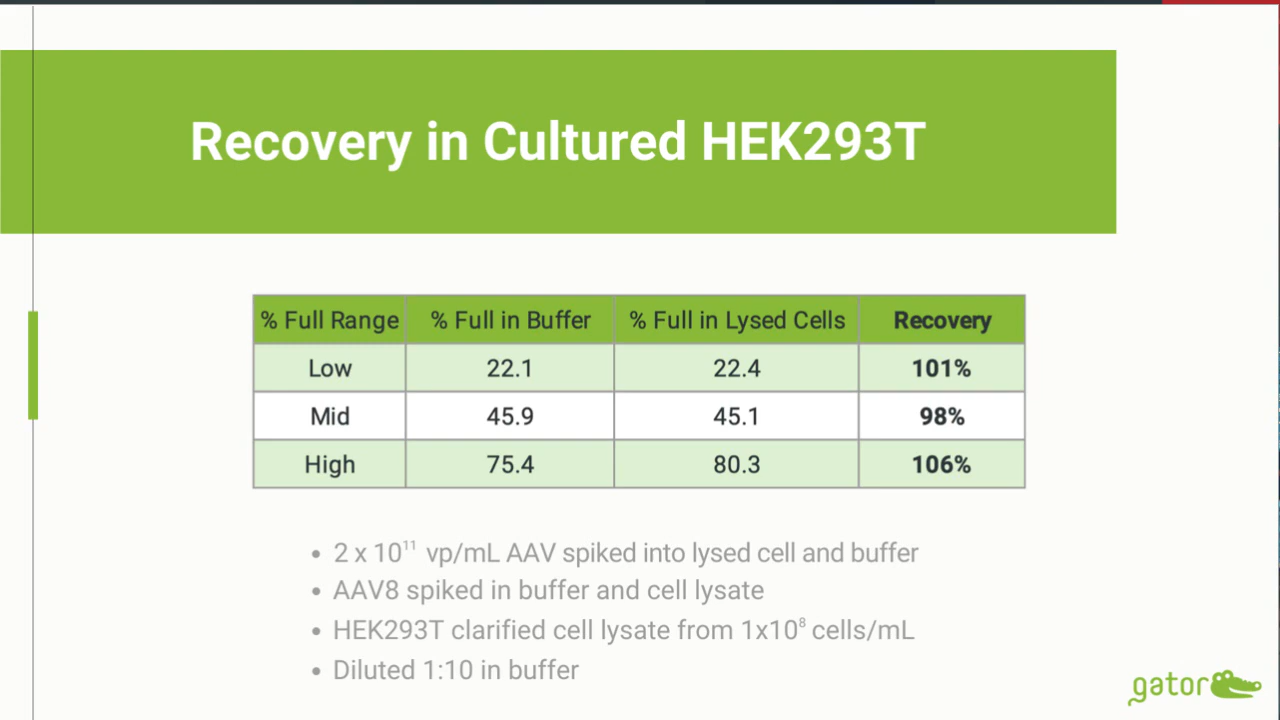 Recovery in Cultured HEK293T
% Full Range % Full in Buffer % Full in Lysed Cells Recovery
Low 22.1 22.4 101%
Mid 45.9 45.1 98%
High 75.4 80.3 106%
• 2 x 10¹¹ vp/mL AAV spiked into lysed cell and buffer
• AAV8 spiked in buffer and cell lysate
• HEK293T clarified cell lysate from 1x10⁸ cells/mL
• Diluted 1:10 in buffer
gator